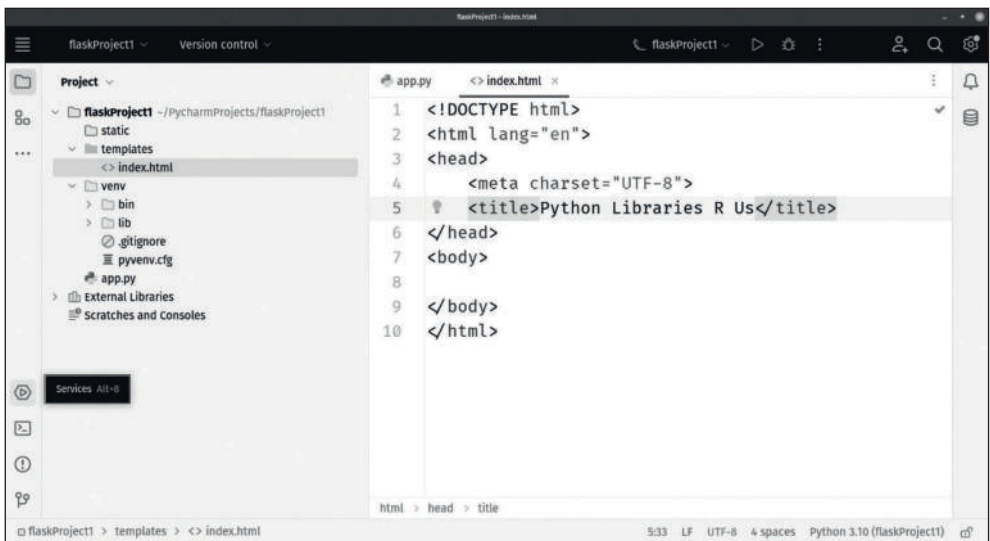 flaskProject1 – index.html
flaskProject1 Version control flaskProject1
Project
flaskProject1 ~/PycharmProjects/flaskProject1
static
templates
<> index.html
venv
bin
lib
.gitignore
pyvenv.cfg
app.py
External Libraries
Scratches and Consoles
Services Alt+8
app.py <> index.html ×
1 <!DOCTYPE html>
2 <html lang="en">
3 <head>
4 <meta charset="UTF-8">
5 <title>Python Libraries R Us</title>
6 </head>
7 <body>
8
9 </body>
10 </html>
html > head > title
flaskProject1 > templates > <> index.html 5:33 LF UTF-8 4 spaces Python 3.10 (flaskProject1)